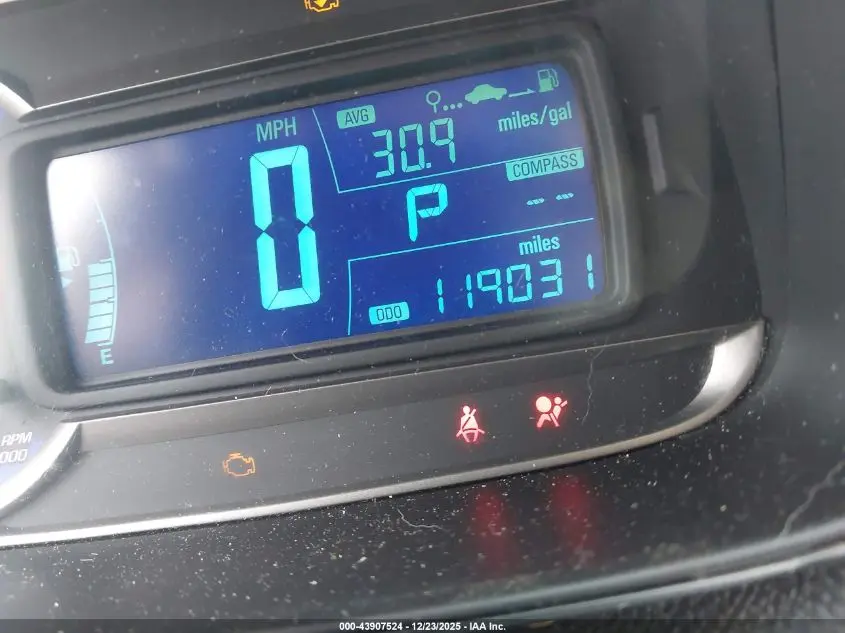 MPH
0
AVG
30.9
miles/gal
COMPASS
P
-- --
miles
ODO
119031
E
RPM
000
000-43907524 - 12/23/2025 - IAA Inc.